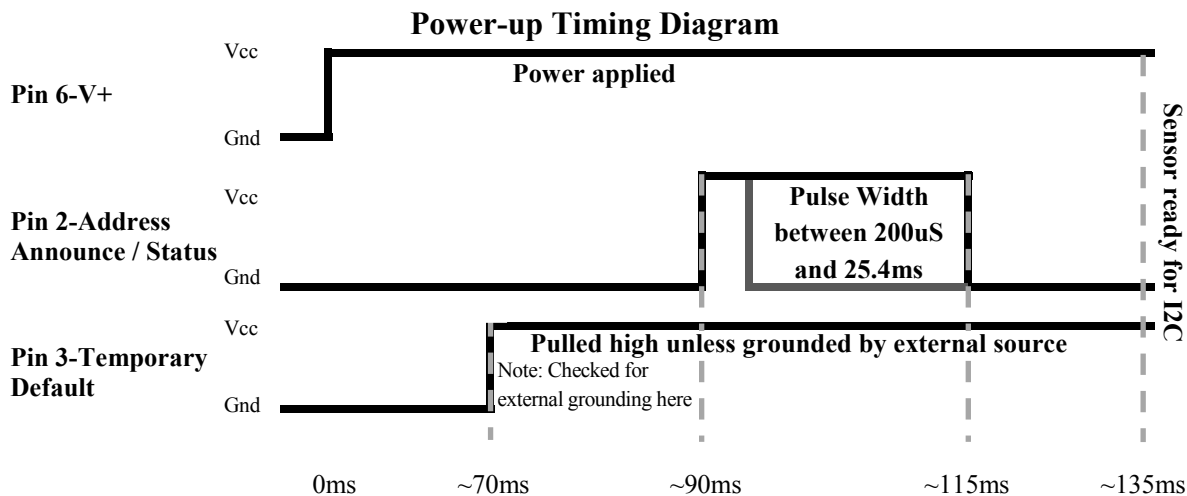 Power-up Timing Diagram
Vcc
Power applied
Pin 6-V+
Gnd
Vcc
Pin 2-Address
Announce / Status
Pulse Width
between 200uS
and 25.4ms
Gnd
Vcc
Pulled high unless grounded by external source
Pin 3-Temporary
Default
Note: Checked for
external grounding here
Gnd
Sensor ready for I2C
0ms
~70ms
~90ms
~115ms
~135ms